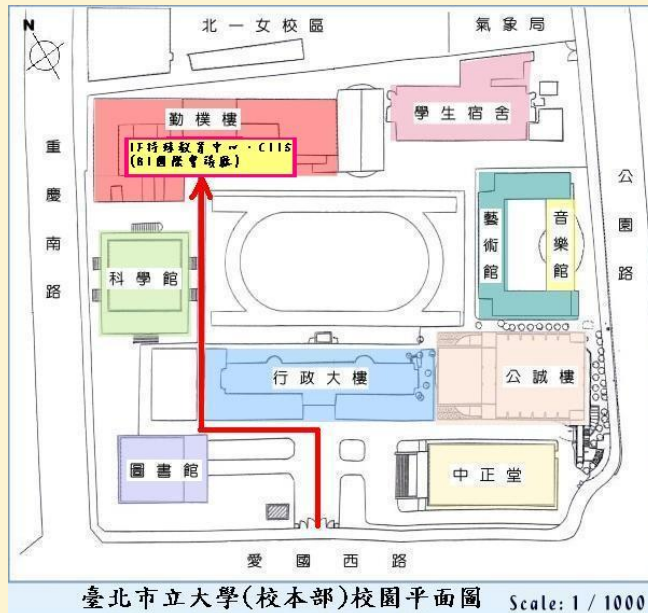 N
北一女校區
氣象局
勤樸樓
1F特殊教育中心・C115
(B1國際會議廳)
學生宿舍
重慶南路
公園路
藝術館
音樂館
科學館
行政大樓
公誠樓
圖書館
中正堂
愛國西路
臺北市立大學(校本部)校園平面圖 Scale: 1 / 1000